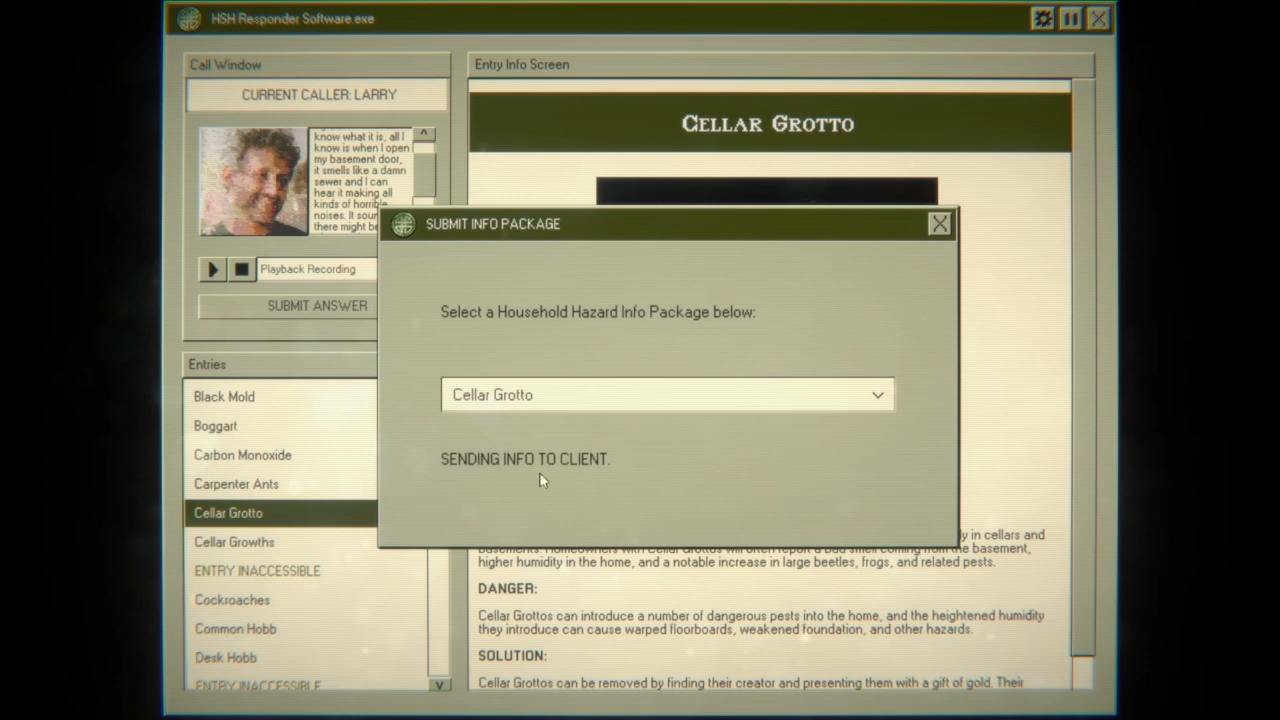 HSH Responder Software.exe
Call Window
CURRENT CALLER: LARRY
know what it is, all I
know is when I open
my basement door,
it smells like a damn
sewer and I can
hear it making all
kinds of horrible
noises. It
there might
Playback Recording
SUBMIT ANSWER
Entries
Black Mold
Boggart
Carbon Monoxide
Carpenter Ants
Cellar Grotto
Cellar Growths
ENTRY INACCESSIBLE
Cockroaches
Common Hobb
Desk Hobb
ENTRY INACCESSIBLE
Entry Info Screen
CELLAR GROTTO
SUBMIT INFO PACKAGE
Select a Household Hazard Info Package below:
Cellar Grotto
SENDING INFO TO CLIENT.
in cellars and
basements. Homeowners with Cellar Grottos will often report a bad smell coming from the basement,
higher humidity in the home, and a notable increase in large beetles, frogs, and related pests.
DANGER:
Cellar Grottos can introduce a number of dangerous pests into the home, and the heightened humidity
they introduce can cause warped floorboards, weakened foundation, and other hazards.
SOLUTION:
Cellar Grottos can be removed by finding their creator and presenting them with a gift of gold. Their